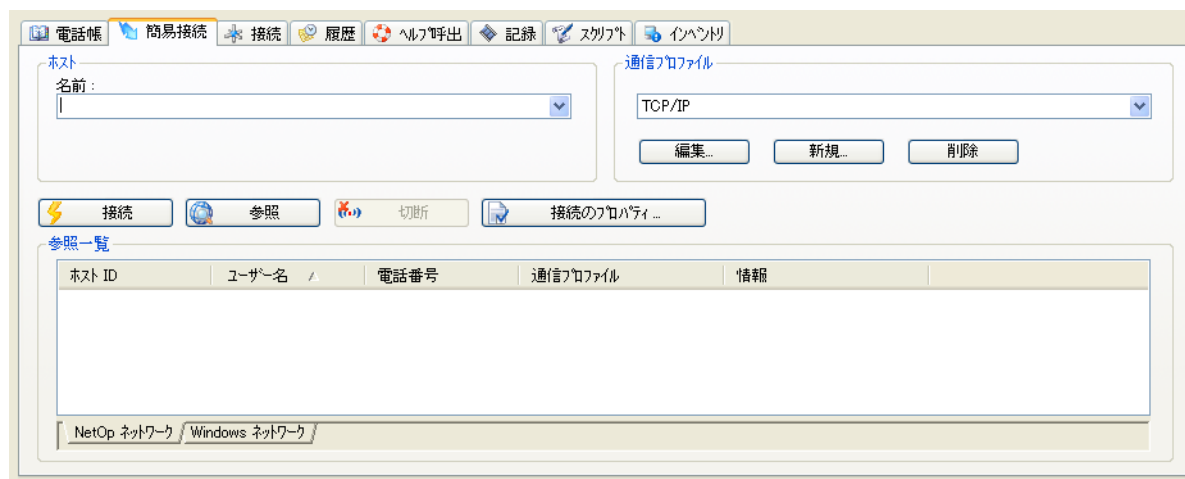 電話帳 簡易接続 接続 履歴 ﾍﾙﾌﾟ呼出 記録 ｽｸﾘﾌﾟﾄ ｲﾝﾍﾞﾝﾄﾘ
ﾎｽﾄ
名前 :
通信ﾌﾟﾛﾌｧｲﾙ
TCP/IP
編集... 新規... 削除
接続 参照 切断 接続のﾌﾟﾛﾊﾟﾃｨ ...
参照一覧
ﾎｽﾄ ID ﾕｰｻﾞｰ名 電話番号 通信ﾌﾟﾛﾌｧｲﾙ 情報
NetOp ﾈｯﾄﾜｰｸ Windows ﾈｯﾄﾜｰｸ